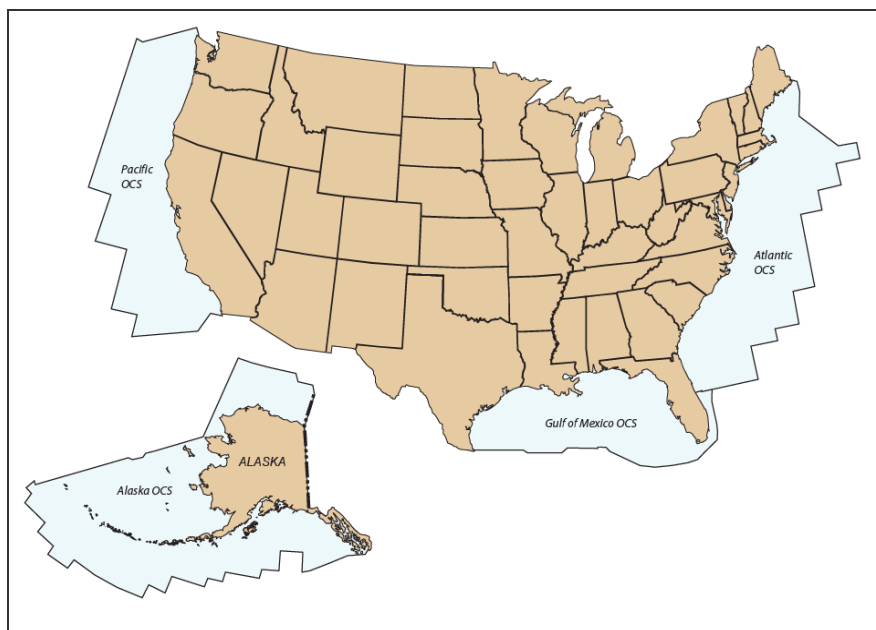 Pacific
OCS
Atlantic
OCS
Gulf of Mexico OCS
ALASKA
Alaska OCS